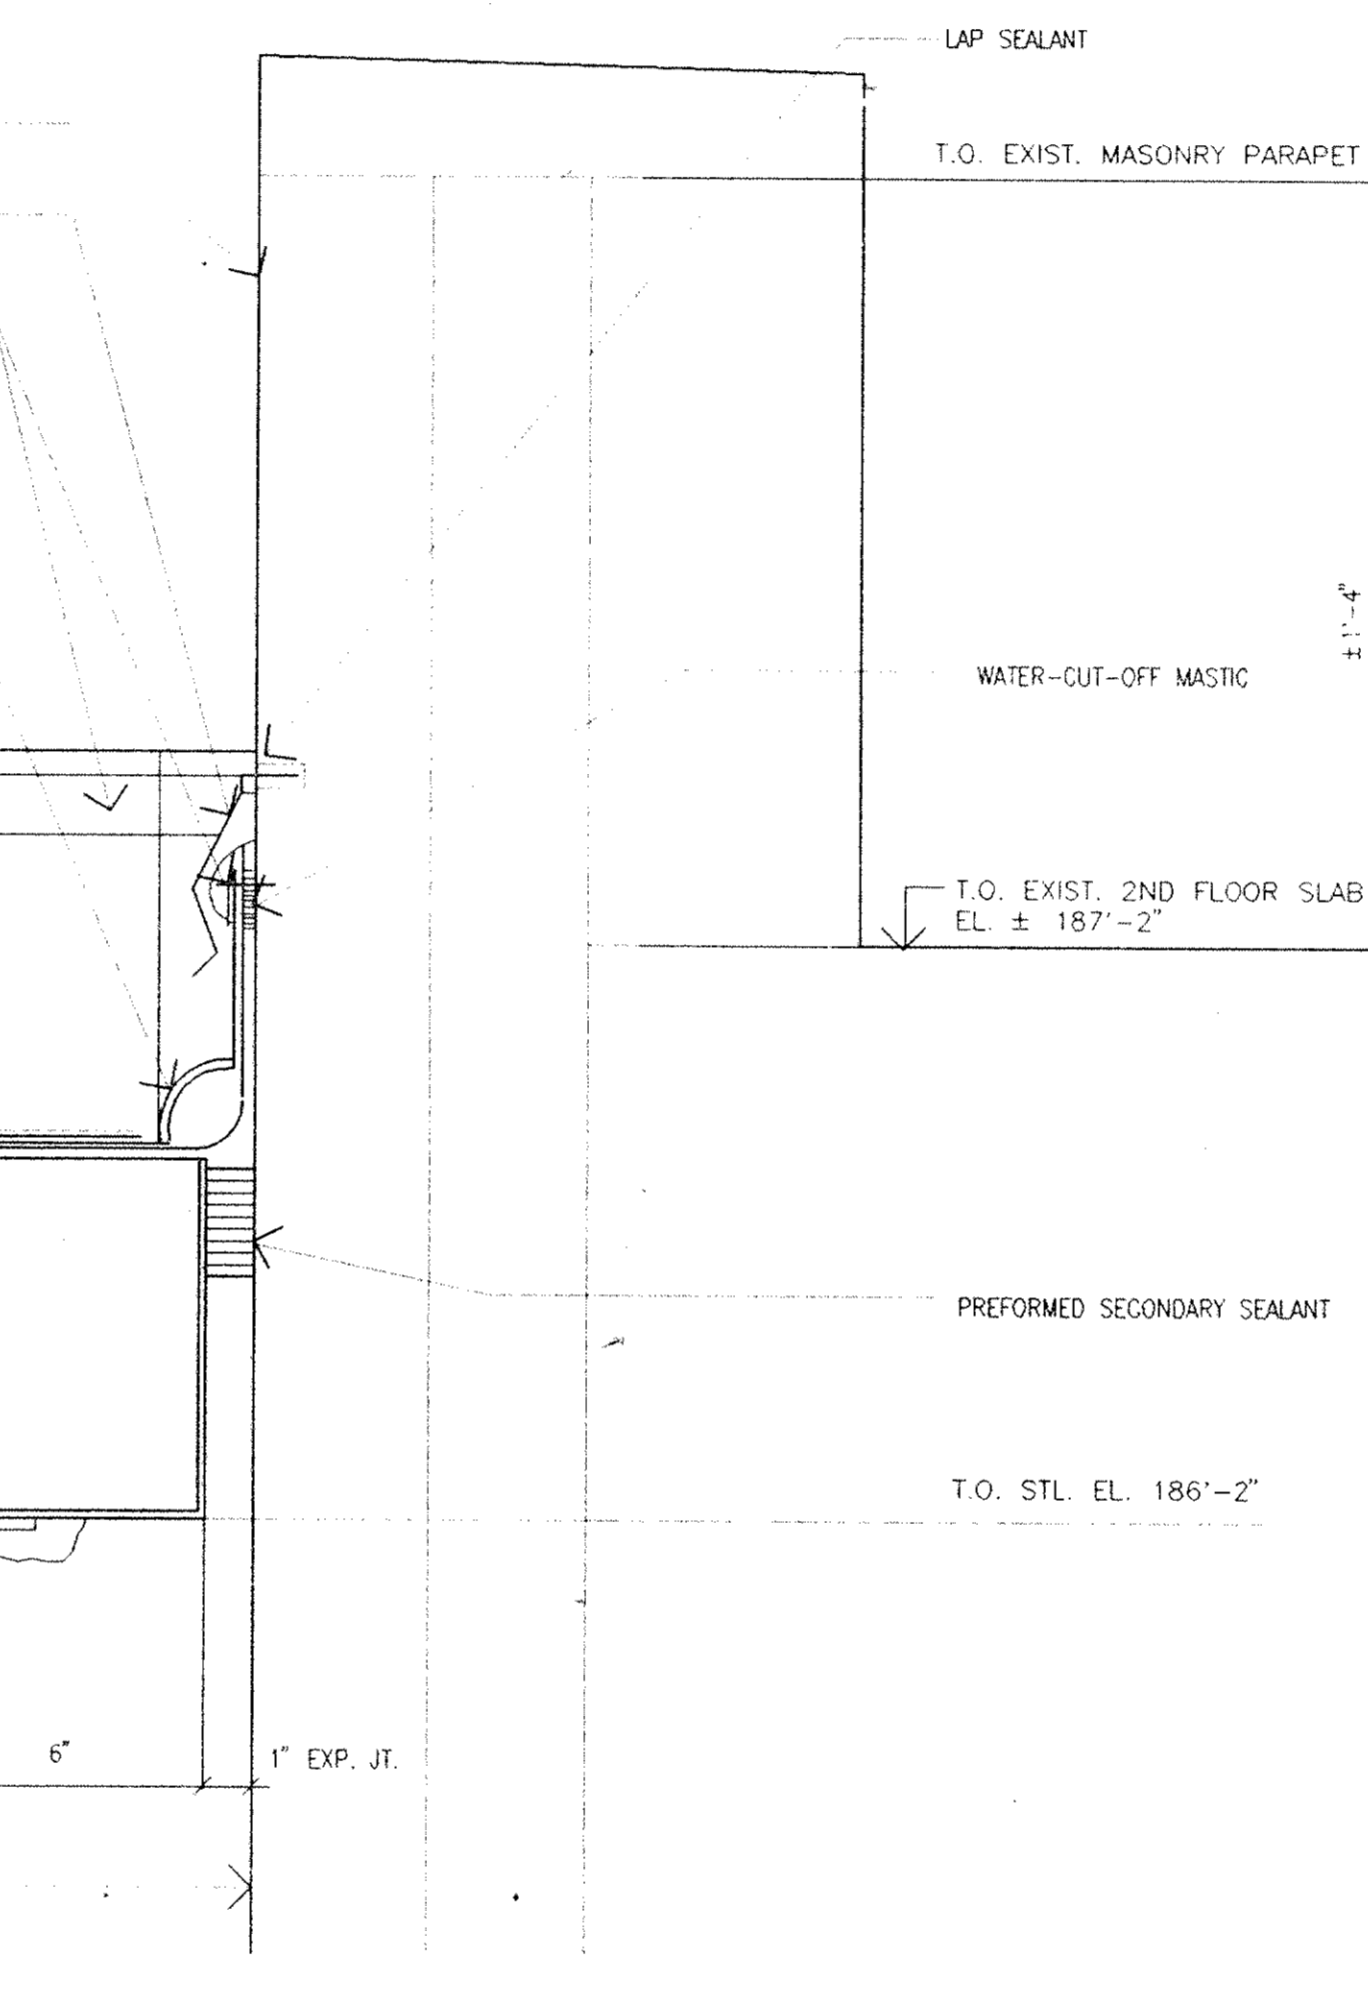 LAP SEALANT
T.O. EXIST. MASONRY PARAPET
±1'-4"
WATER-CUT-OFF MASTIC
T.O. EXIST. 2ND FLOOR SLAB
EL. ± 187'-2"
PREFORMED SECONDARY SEALANT
T.O. STL. EL. 186'-2"
6"
1" EXP. JT.